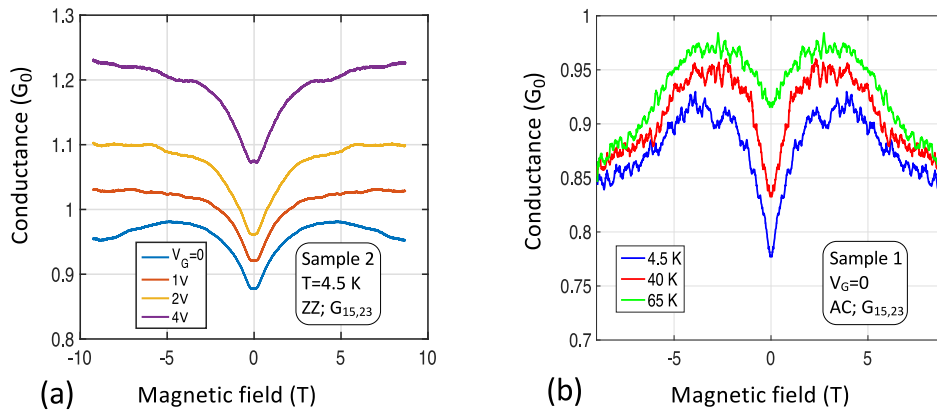 1.3
1.2
1.1
1
0.9
0.8
Conductance (G₀)
V_G=0
1V
2V
4V
Sample 2
T=4.5 K
ZZ; G₁₅,₂₃
-10
-5
0
5
10
(a)
Magnetic field (T)
1
0.95
0.9
0.85
0.8
0.75
0.7
Conductance (G₀)
4.5 K
40 K
65 K
Sample 1
V_G=0
AC; G₁₅,₂₃
-5
0
5
(b)
Magnetic field (T)